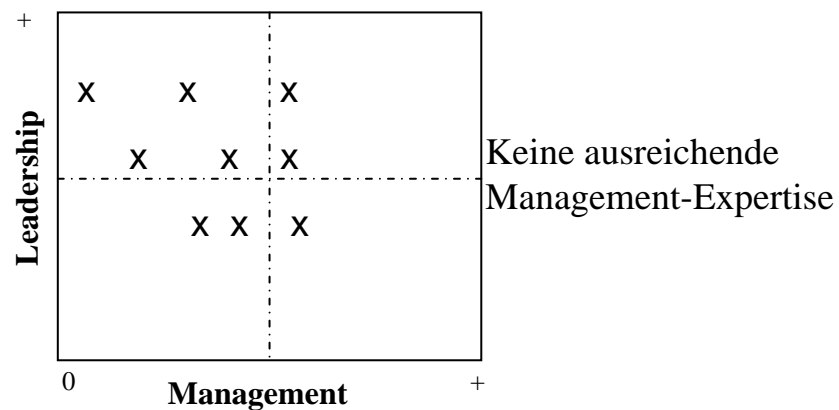 +
x x x
x x x
Leadership
Keine ausreichende
Management-Expertise
x x x
0
+
Management